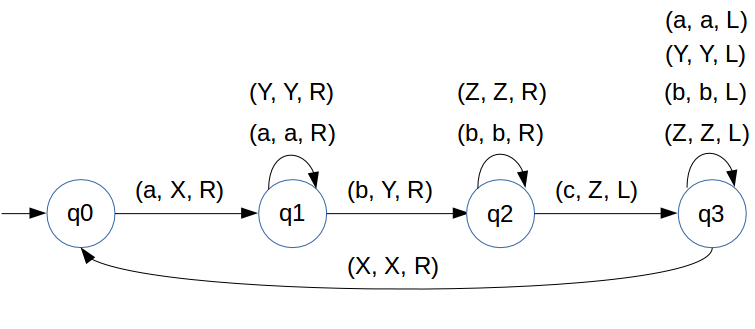 (a, a, L)
(Y, Y, L)
(Y, Y, R) (Z, Z, R) (b, b, L)
(a, a, R) (b, b, R) (Z, Z, L)
(a, X, R) (b, Y, R) (c, Z, L)
q0 q1 q2 q3
(X, X, R)